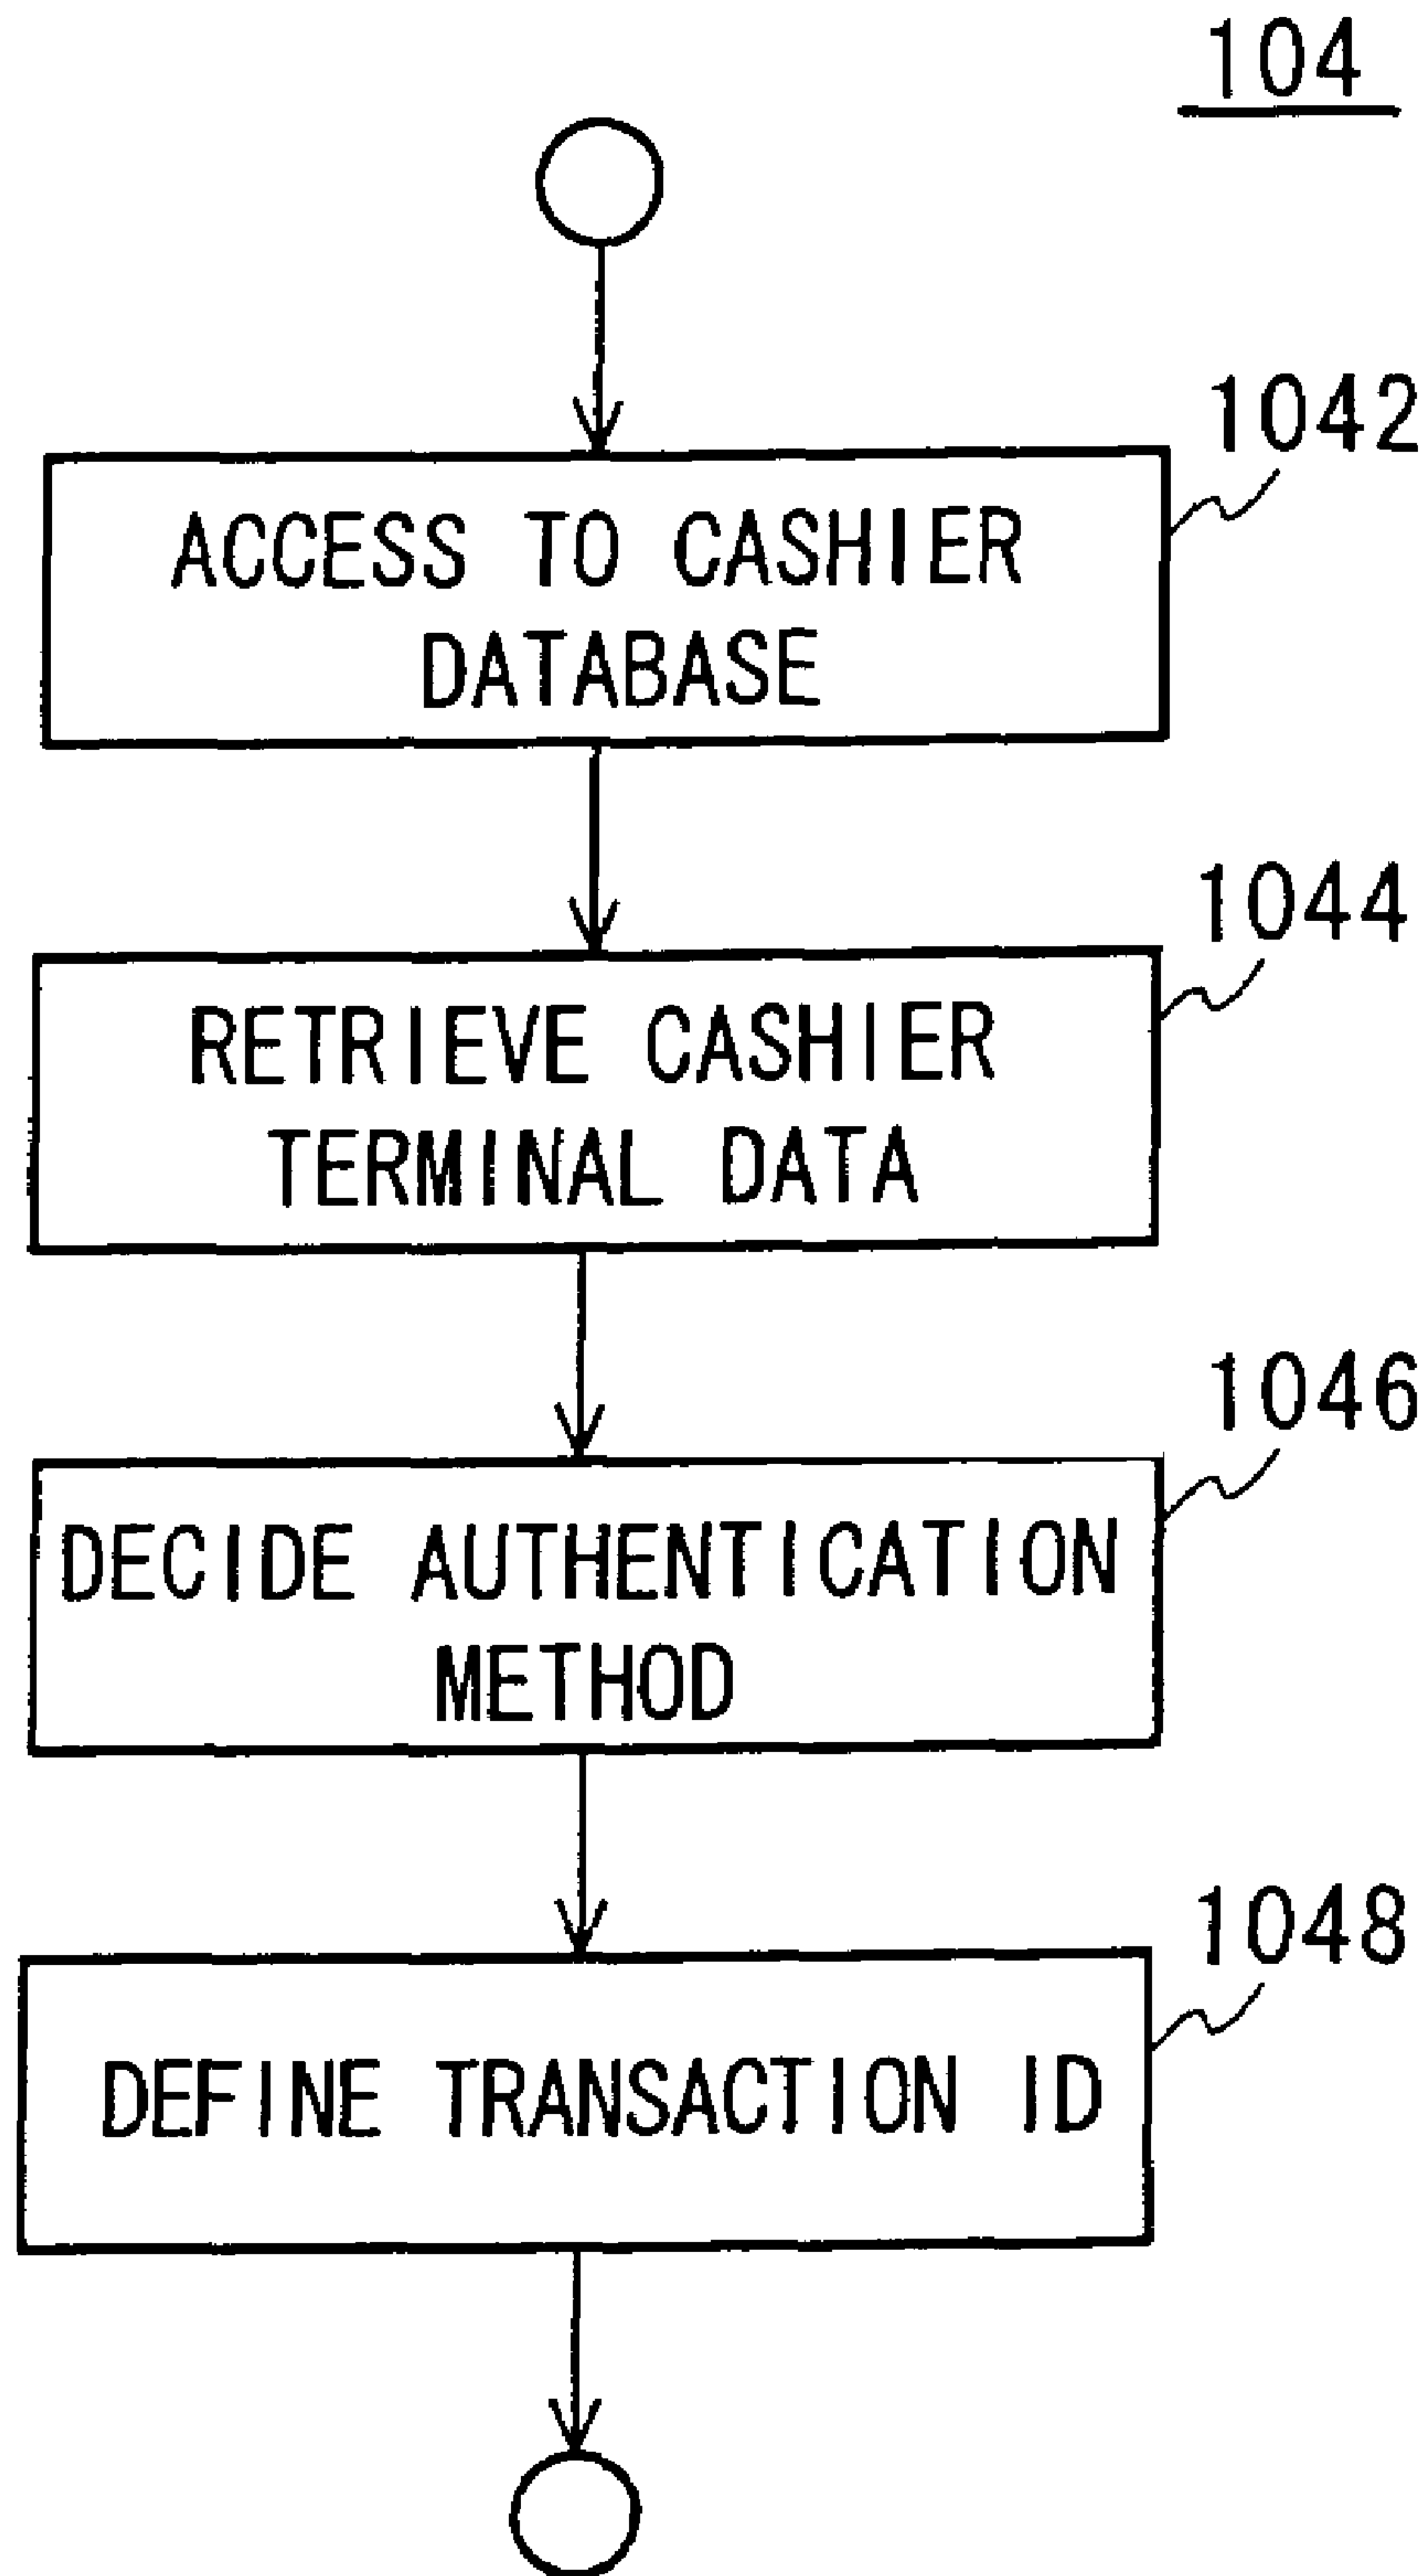 104
1042
ACCESS TO CASHIER
DATABASE
1044
RETRIEVE CASHIER
TERMINAL DATA
1046
DECIDE AUTHENTICATION
METHOD
1048
DEFINE TRANSACTION ID